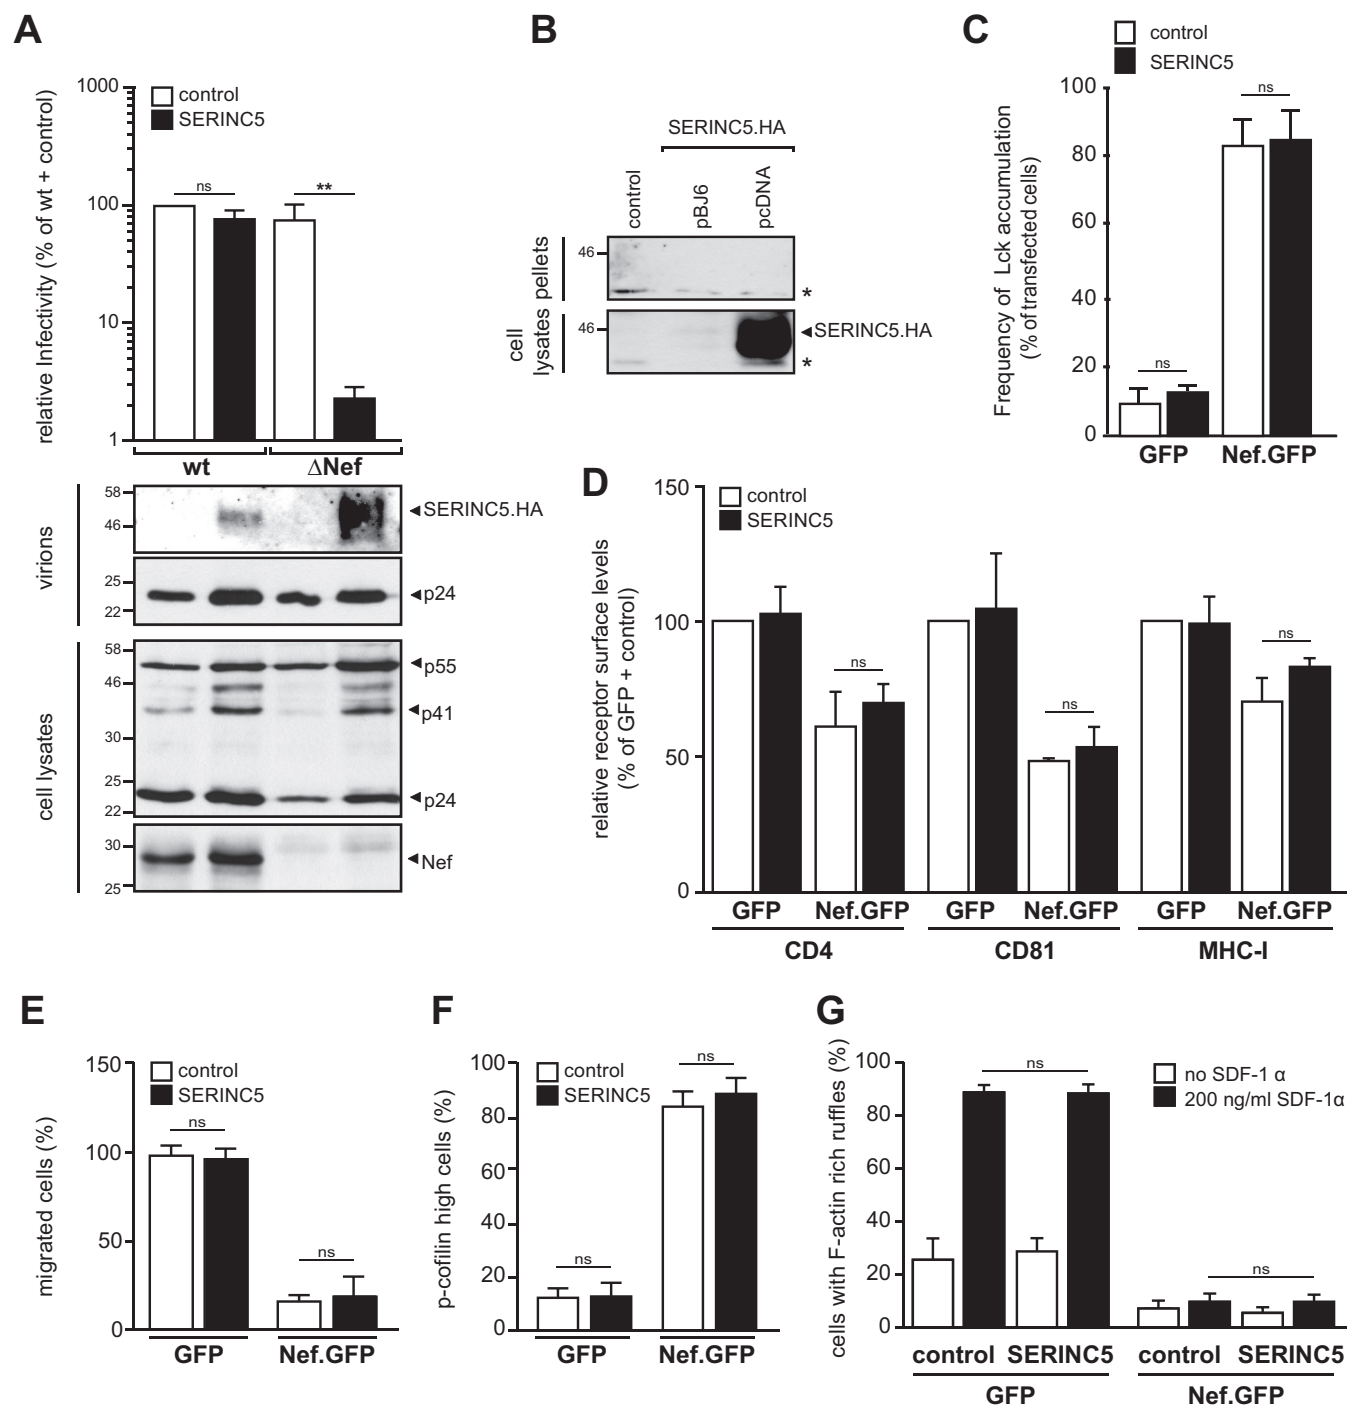 A
relative Infectivity (% of wt + control)
1000
100
10
1
control
SERINC5
ns
**
wt
ΔNef
virions
58
46
SERINC5.HA
25
22
p24
cell lysates
58
46
30
25
22
p55
p41
p24
30
25
Nef
B
SERINC5.HA
control
pBJ6
pcDNA
pellets
46
*
cell
lysates
46
SERINC5.HA
*
C
control
SERINC5
Frequency of Lck accumulation
(% of transfected cells)
100
80
60
40
20
0
ns
ns
GFP
Nef.GFP
D
relative receptor surface levels
(% of GFP + control)
150
100
50
0
control
SERINC5
ns
ns
ns
GFP
Nef.GFP
GFP
Nef.GFP
GFP
Nef.GFP
CD4
CD81
MHC-I
E
migrated cells (%)
150
100
50
0
control
SERINC5
ns
ns
GFP
Nef.GFP
F
p-cofilin high cells (%)
100
80
60
40
20
0
control
SERINC5
ns
ns
GFP
Nef.GFP
G
cells with F-actin rich ruffles (%)
100
80
60
40
20
0
ns
no SDF-1 α
200 ng/ml SDF-1α
ns
control
SERINC5
control
SERINC5
GFP
Nef.GFP